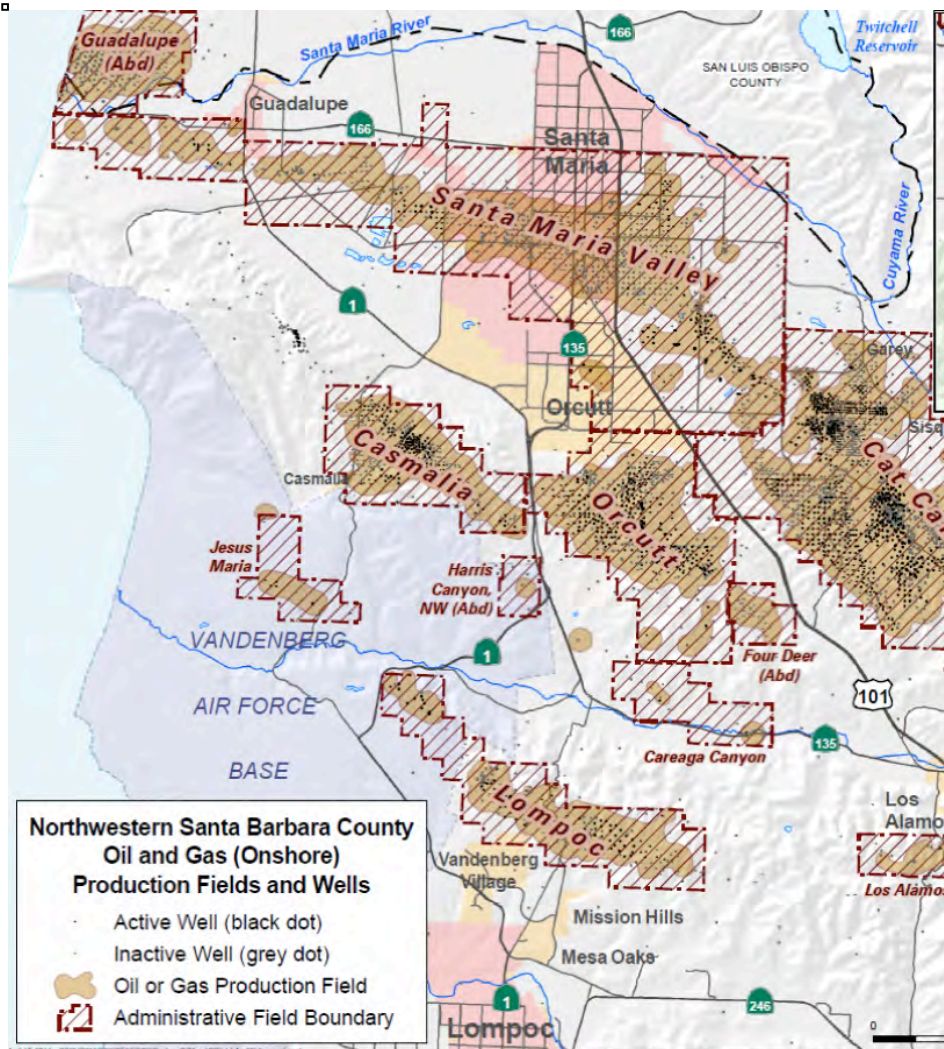 Guadalupe
(Abd)
Santa Maria River
166
Twitchell
Reservoir
SAN LUIS OBISPO
COUNTY
Guadalupe
166
Santa
Maria
Cuyama River
Santa Maria Valley
1
135
Garey
Sisq
Orcutt
Casmalia
Casmalia
Orcutt
Cat Ca
Jesus
Maria
Harris
Canyon,
NW (Abd)
VANDENBERG
AIR FORCE
BASE
1
Four Deer
(Abd)
101
135
Careaga Canyon
Lompoc
Los
Alamo
Los Alamos
Vandenberg
Village
Mission Hills
Mesa Oaks
1
246
Lompoc
0
Northwestern Santa Barbara County
Oil and Gas (Onshore)
Production Fields and Wells
Active Well (black dot)
Inactive Well (grey dot)
Oil or Gas Production Field
Administrative Field Boundary